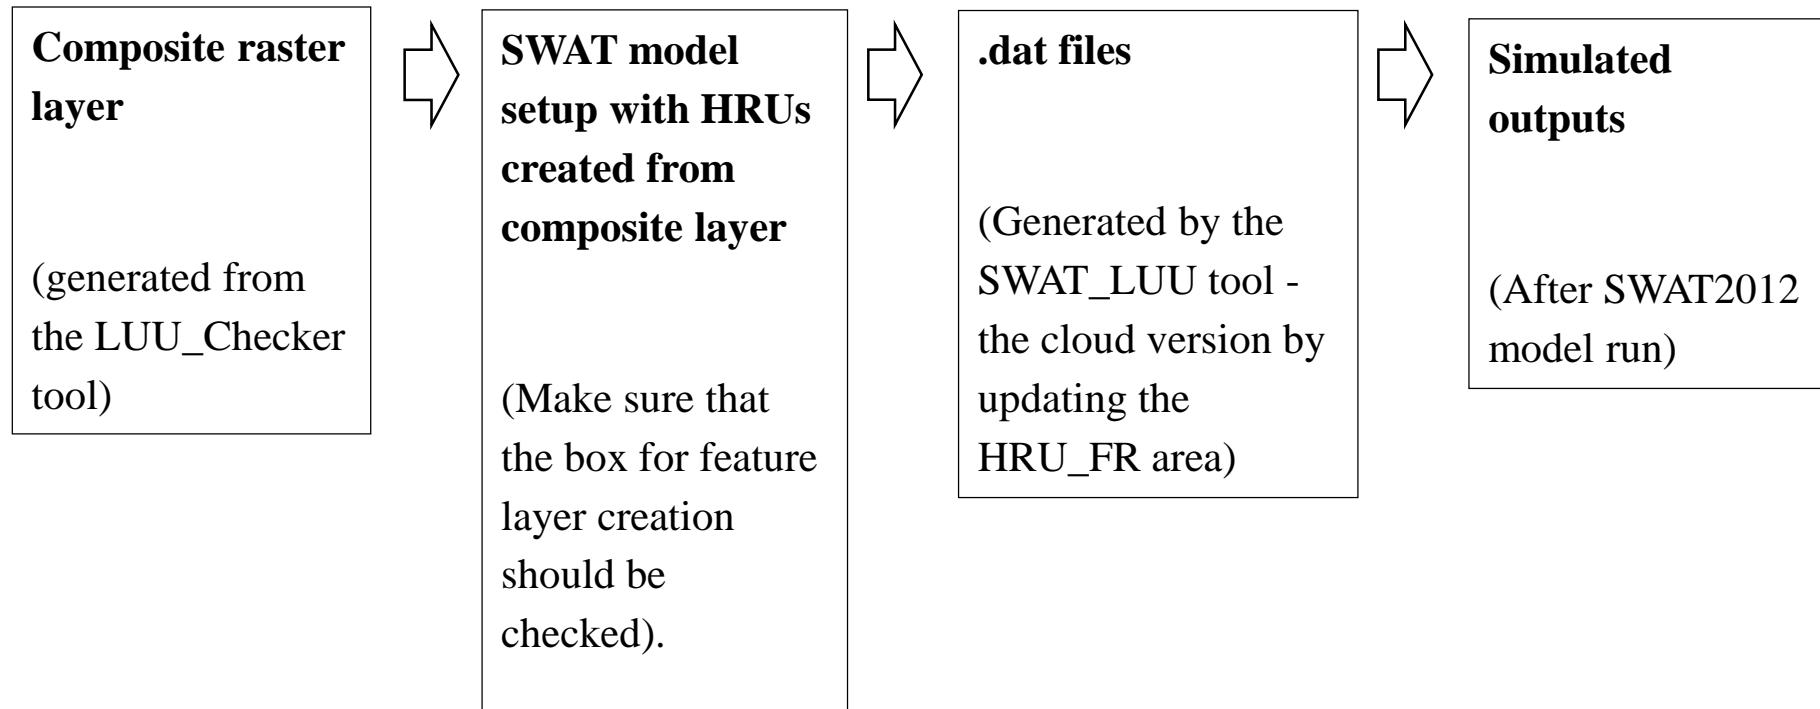 Composite raster
layer
(generated from
the LUU_Checker
tool)
SWAT model
setup with HRUs
created from
composite layer
(Make sure that
the box for feature
layer creation
should be
checked).
.dat files
(Generated by the
SWAT_LUU tool -
the cloud version by
updating the
HRU_FR area)
Simulated
outputs
(After SWAT2012
model run)